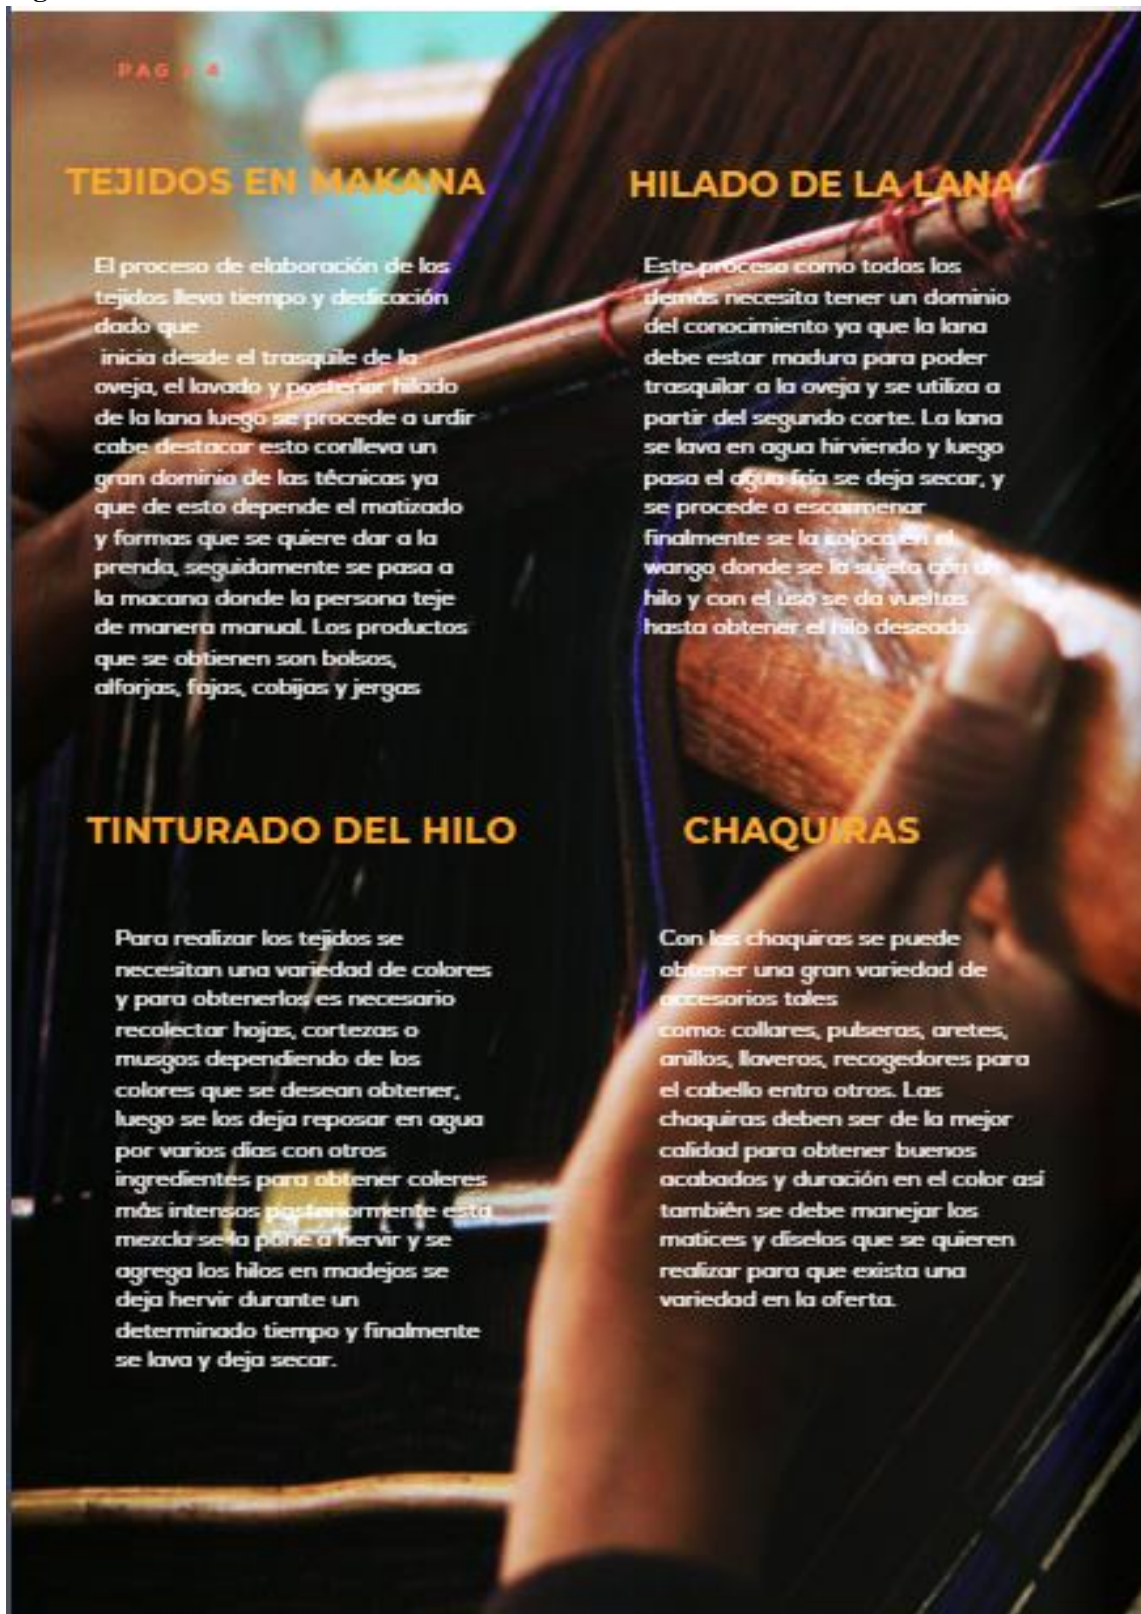 PAG 4
TEJIDOS EN MAKANA
El proceso de elaboración de los
tejidos lleva tiempo y dedicación
dado que
inicia desde el trasquile de la
oveja, el lavado y posterior hilado
de la lana luego se procede a urdir
cabe destacar esto conlleva un
gran dominio de las técnicas ya
que de esto depende el matizado
y formas que se quiere dar a la
prenda, seguidamente se pasa a
la macana donde la persona teje
de manera manual. Los productos
que se obtienen son bolsos,
alforjas, fajas, cobijas y jergas
HILADO DE LA LANA
Este proceso como todos los
demás necesita tener un dominio
del conocimiento ya que la lana
debe estar madura para poder
trasquilar a la oveja y se utiliza a
partir del segundo corte. La lana
se lava en agua hirviendo y luego
pasa el agua fría se deja secar, y
se procede a escarmenar
finalmente se la coloca en el
wango donde se la sujeta con
hilo y con el uso se da vueltas
hasta obtener el hilo deseado.
TINTURADO DEL HILO
Para realizar los tejidos se
necesitan una variedad de colores
y para obtenerlos es necesario
recolectar hojas, cortezas o
musgos dependiendo de los
colores que se desean obtener,
luego se los deja reposar en agua
por varios días con otros
ingredientes para obtener coleres
más intensos posteriormente esta
mezcla se la pone a hervir y se
agrega los hilos en madejos se
deja hervir durante un
determinado tiempo y finalmente
se lava y deja secar.
CHAQUIRAS
Con las chaquiras se puede
obtener una gran variedad de
accesorios tales
como: collares, pulseras, aretes,
anillos, llaveros, recogedores para
el cabello entro otros. Las
chaquiras deben ser de la mejor
calidad para obtener buenos
acabados y duración en el color así
también se debe manejar los
matices y diselos que se quieren
realizar para que exista una
variedad en la oferta.